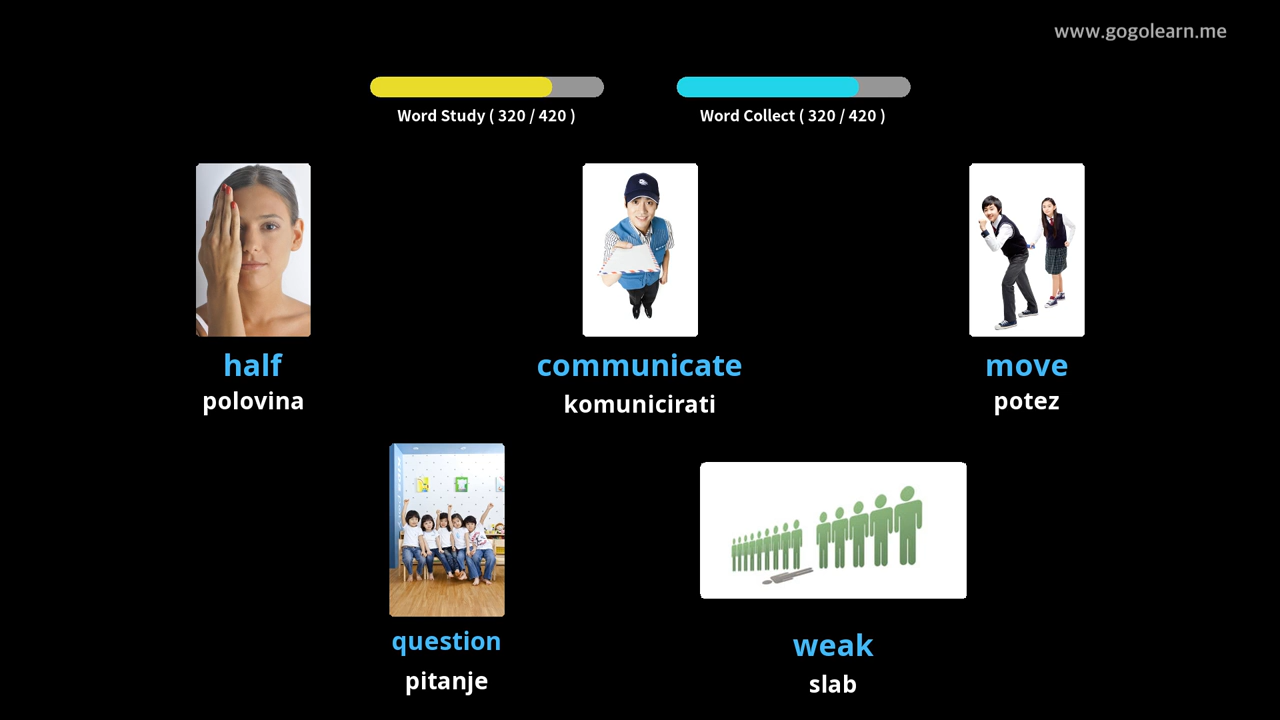 www.gogolearn.me
Word Study ( 320 / 420 )
Word Collect ( 320 / 420 )
half
polovina
communicate
komunicirati
move
potez
question
pitanje
weak
slab